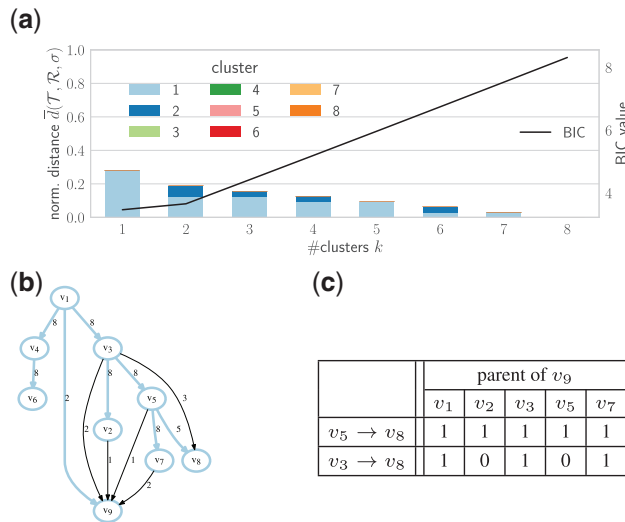 (a)
norm. distance d̅(𝒯, ℛ, σ)
1.0
0.8
0.6
0.4
0.2
0.0
cluster
1 4 7
2 5 8
3 6
BIC
8
6
4
BIC value
1 2 3 4 5 6 7 8
#clusters k
(b)
v₁
8 8
v₄ v₃
8 2 8 8 3
v₆ v₅
2 v₂ 8 5
1 1 v₇ v₈
2
v₉
(c)
parent of v₉
v₁ v₂ v₃ v₅ v₇
v₅ → v₈ 1 1 1 1 1
v₃ → v₈ 1 0 1 0 1